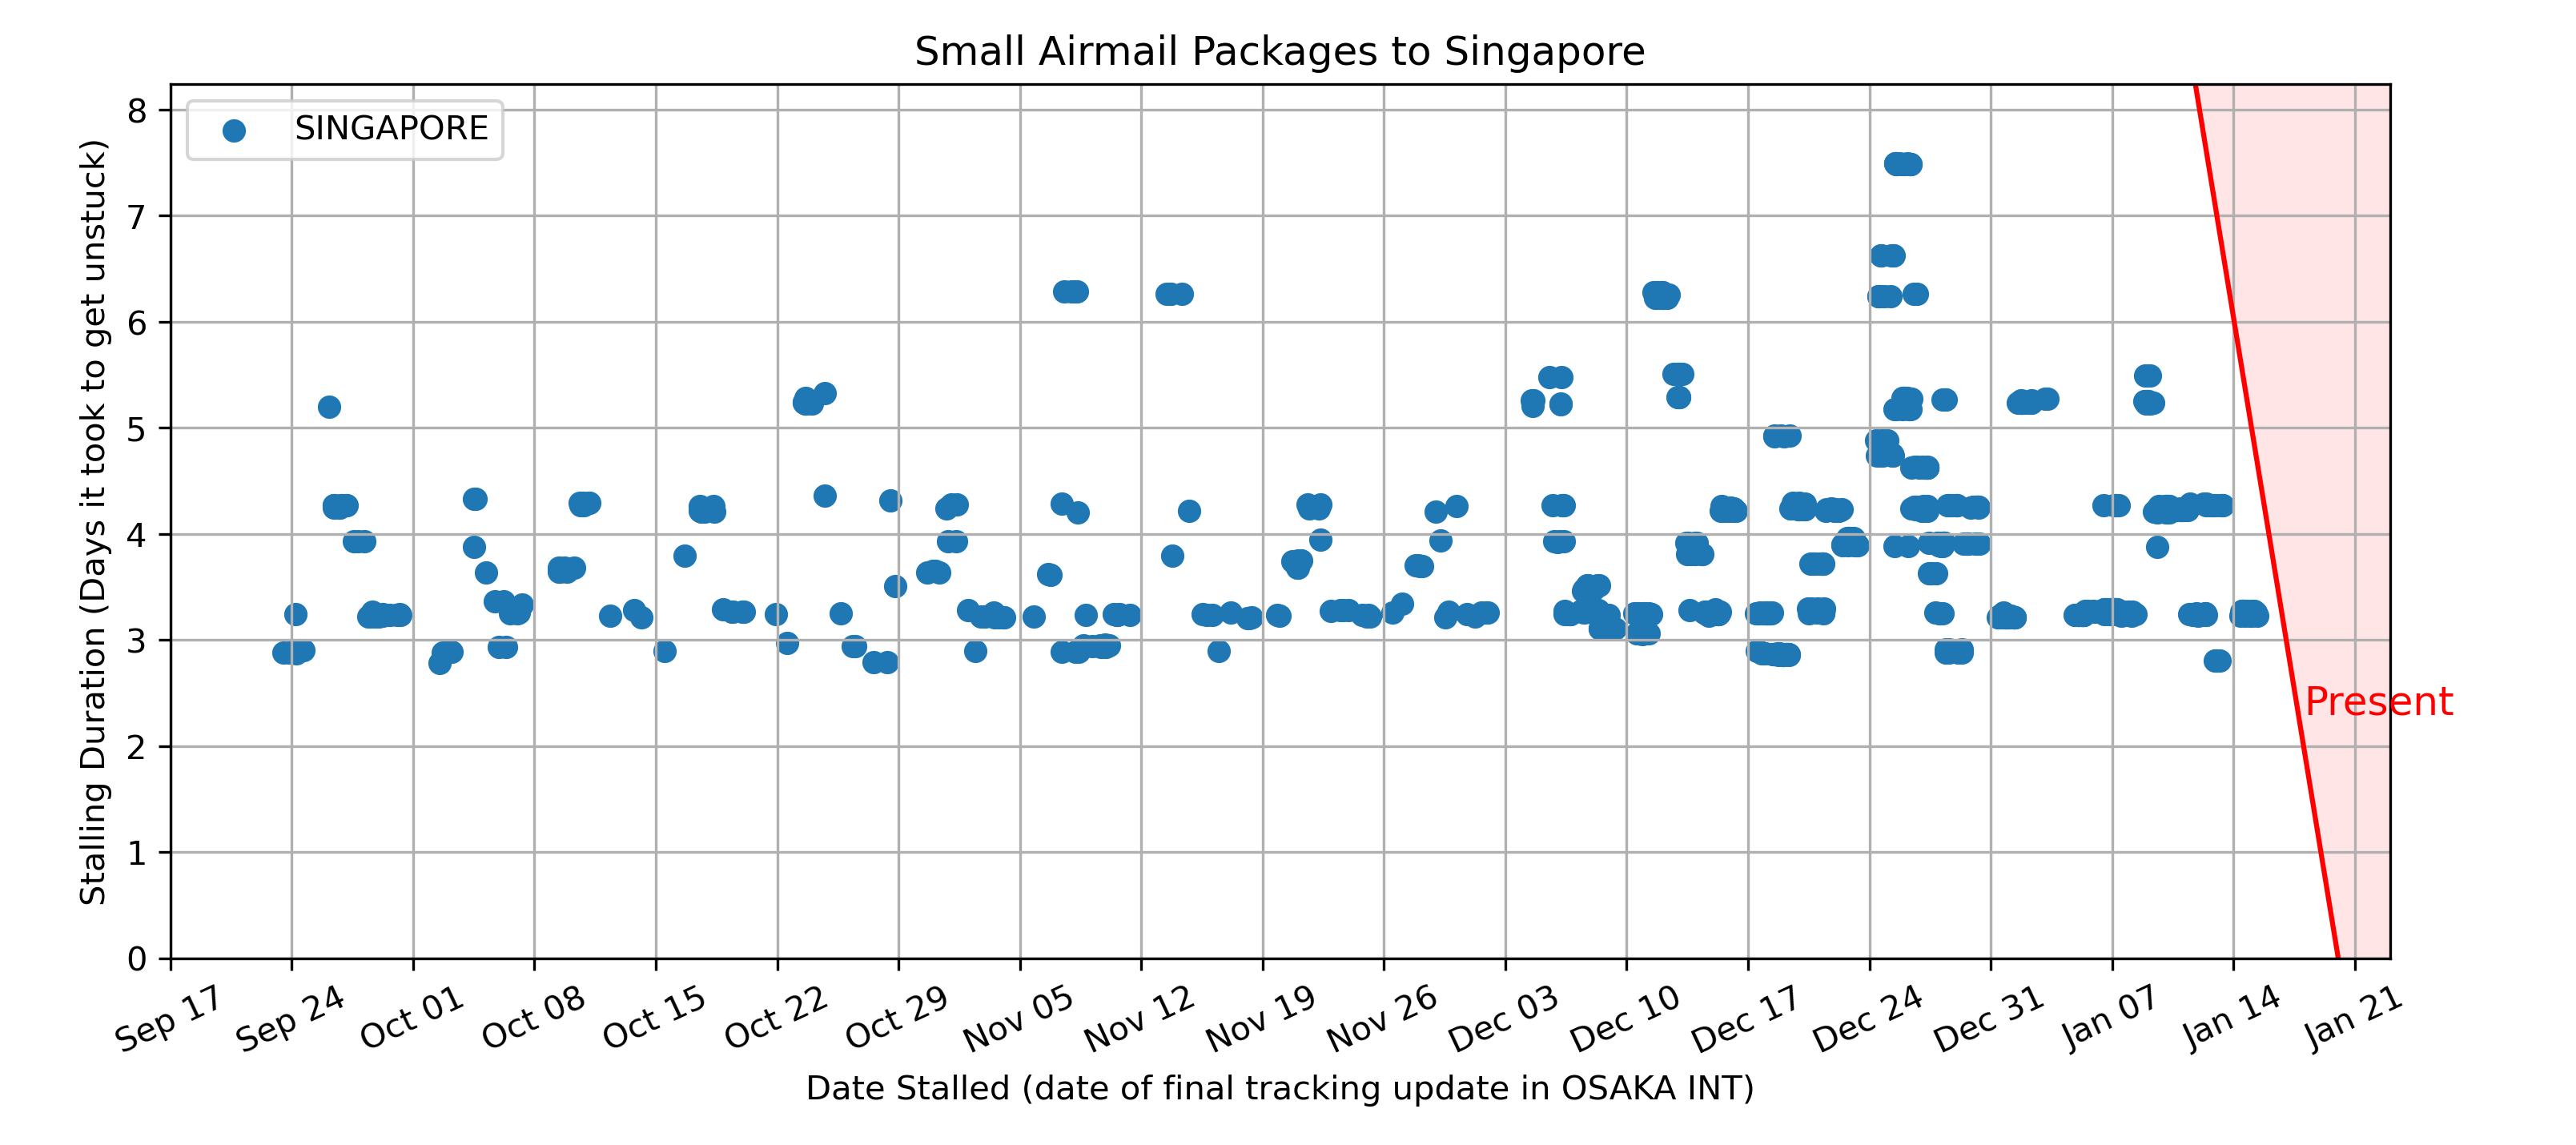 Small Airmail Packages to Singapore
SINGAPORE
Stalling Duration (Days it took to get unstuck)
8
7
6
5
4
3
2
1
0
Present
Sep 17
Sep 24
Oct 01
Oct 08
Oct 15
Oct 22
Oct 29
Nov 05
Nov 12
Nov 19
Nov 26
Dec 03
Dec 10
Dec 17
Dec 24
Dec 31
Jan 07
Jan 14
Jan 21
Date Stalled (date of final tracking update in OSAKA INT)